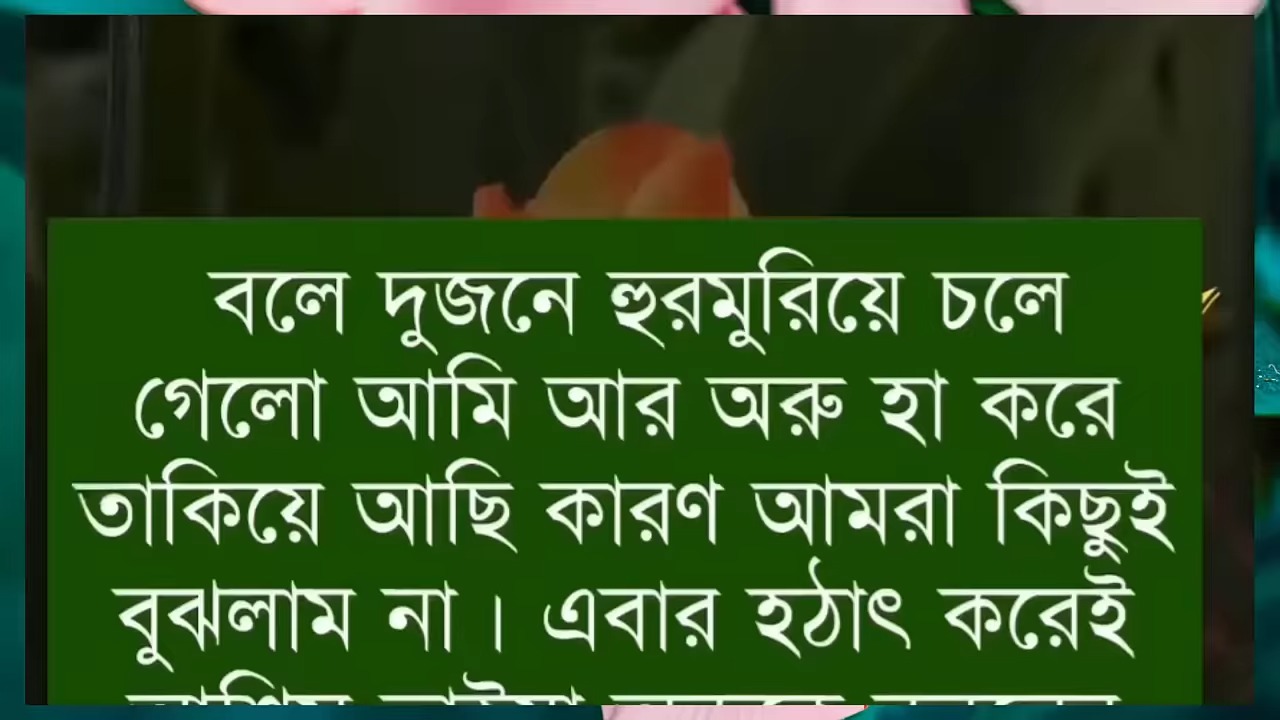 বলে দুজনে হুরমুরিয়ে চলে
গেলো আমি আর অরু হা করে
তাকিয়ে আছি কারণ আমরা কিছুই
বুঝলাম না । এবার হঠাৎ করেই